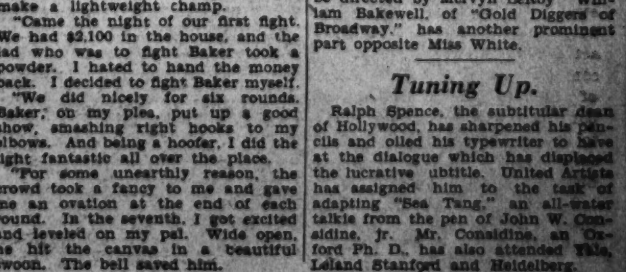 make a lightweight champ.
"Came the night of our first fight.
We had $2,100 in the house, and the
lad who was to fight Baker took a
powder. I hated to hand the money
back. I decided to fight Baker myself.
"We did nicely for six rounds.
Baker, on my plea, put up a good
show, smashing right hooks to my
elbows. And being a hoofer, I did the
light fantastic all over the place.
"For some unearthly reason, the
crowd took a fancy to me and gave
me an ovation at the end of each
round. In the seventh, I got excited
and leveled on my pal. Wide open,
he hit the canvas in a beautiful
swoon. The bell saved him.
be directed by Mervyn LeRoy
liam Bakewell, of "Gold Diggers of
Broadway," has another prominent
part opposite Miss White.
Tuning Up.
Ralph Spence, the subtitular dean
of Hollywood, has sharpened his pen-
cils and oiled his typewriter to have
at the dialogue which has displaced
the lucrative ubtitle. United Artists
has assigned him to the task of
adapting "Sea Tang," an all-water
talkie from the pen of John W. Con-
sidine, jr. Mr. Considine, an Ox-
ford Ph. D., has also attended Yale,
Leland Stanford and Heidelberg.